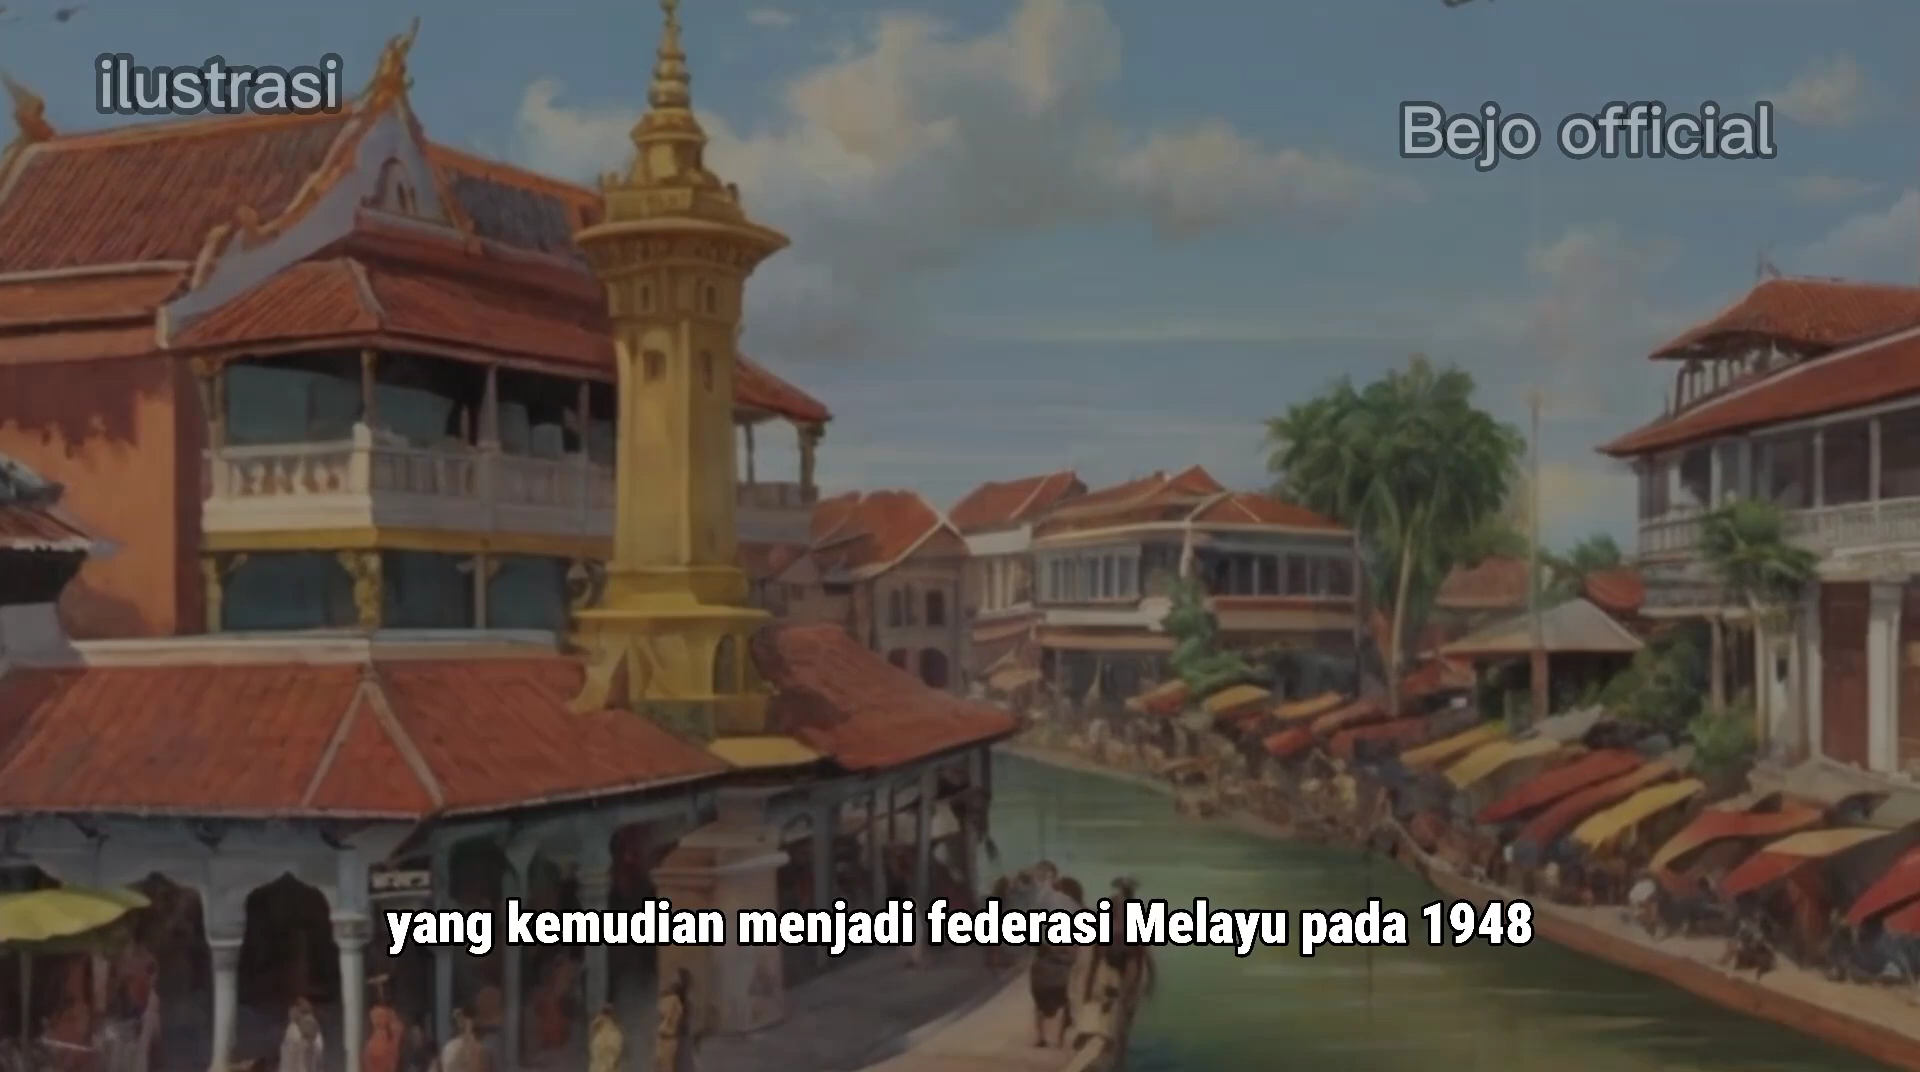 ilustrasi
Bejo official
yang kemudian menjadi federasi Melayu pada 1948